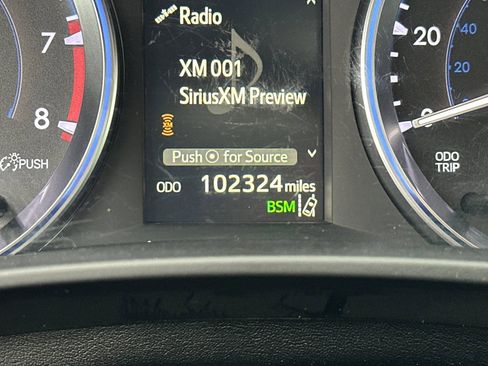 Radio
7
20
40
XM 001
SiriusXM Preview
20
8
PUSH
Push for Source
ODO
TRIP
ODO 102324 miles
BSM